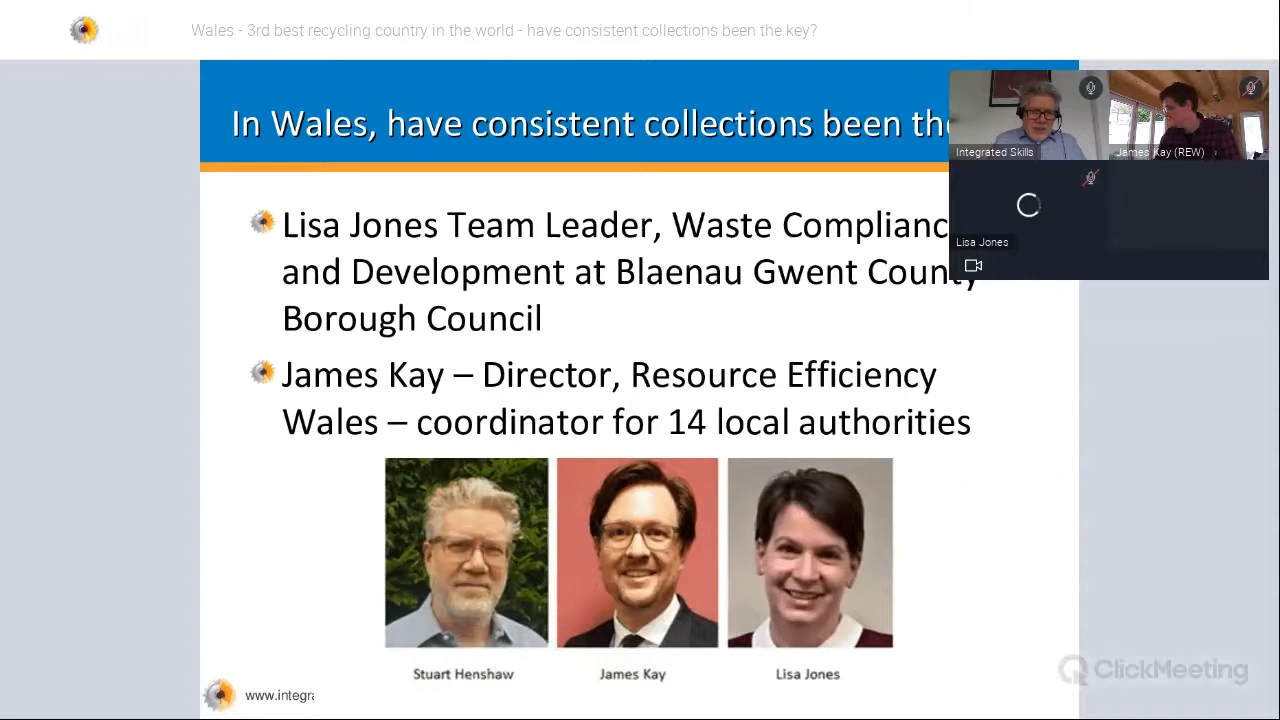 Wales - 3rd best recycling country in the world - have consistent collections been the key?
In Wales, have consistent collections been the
Integrated Skills
James Kay (REW)
Lisa Jones
Lisa Jones Team Leader, Waste Complianc
and Development at Blaenau Gwent County
Borough Council
James Kay – Director, Resource Efficiency
Wales – coordinator for 14 local authorities
Stuart Henshaw
James Kay
Lisa Jones
www.integra
ClickMeeting